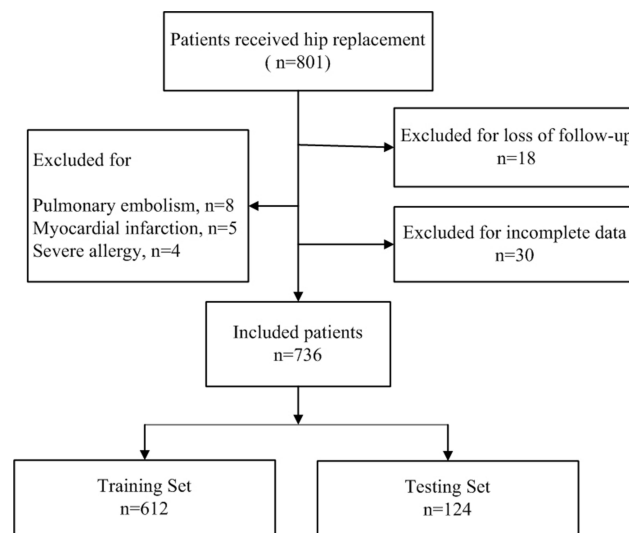 Patients received hip replacement
( n=801)
Excluded for loss of follow-up
n=18
Excluded for
Pulmonary embolism, n=8
Myocardial infarction, n=5
Severe allergy, n=4
Excluded for incomplete data
n=30
Included patients
n=736
Training Set
n=612
Testing Set
n=124